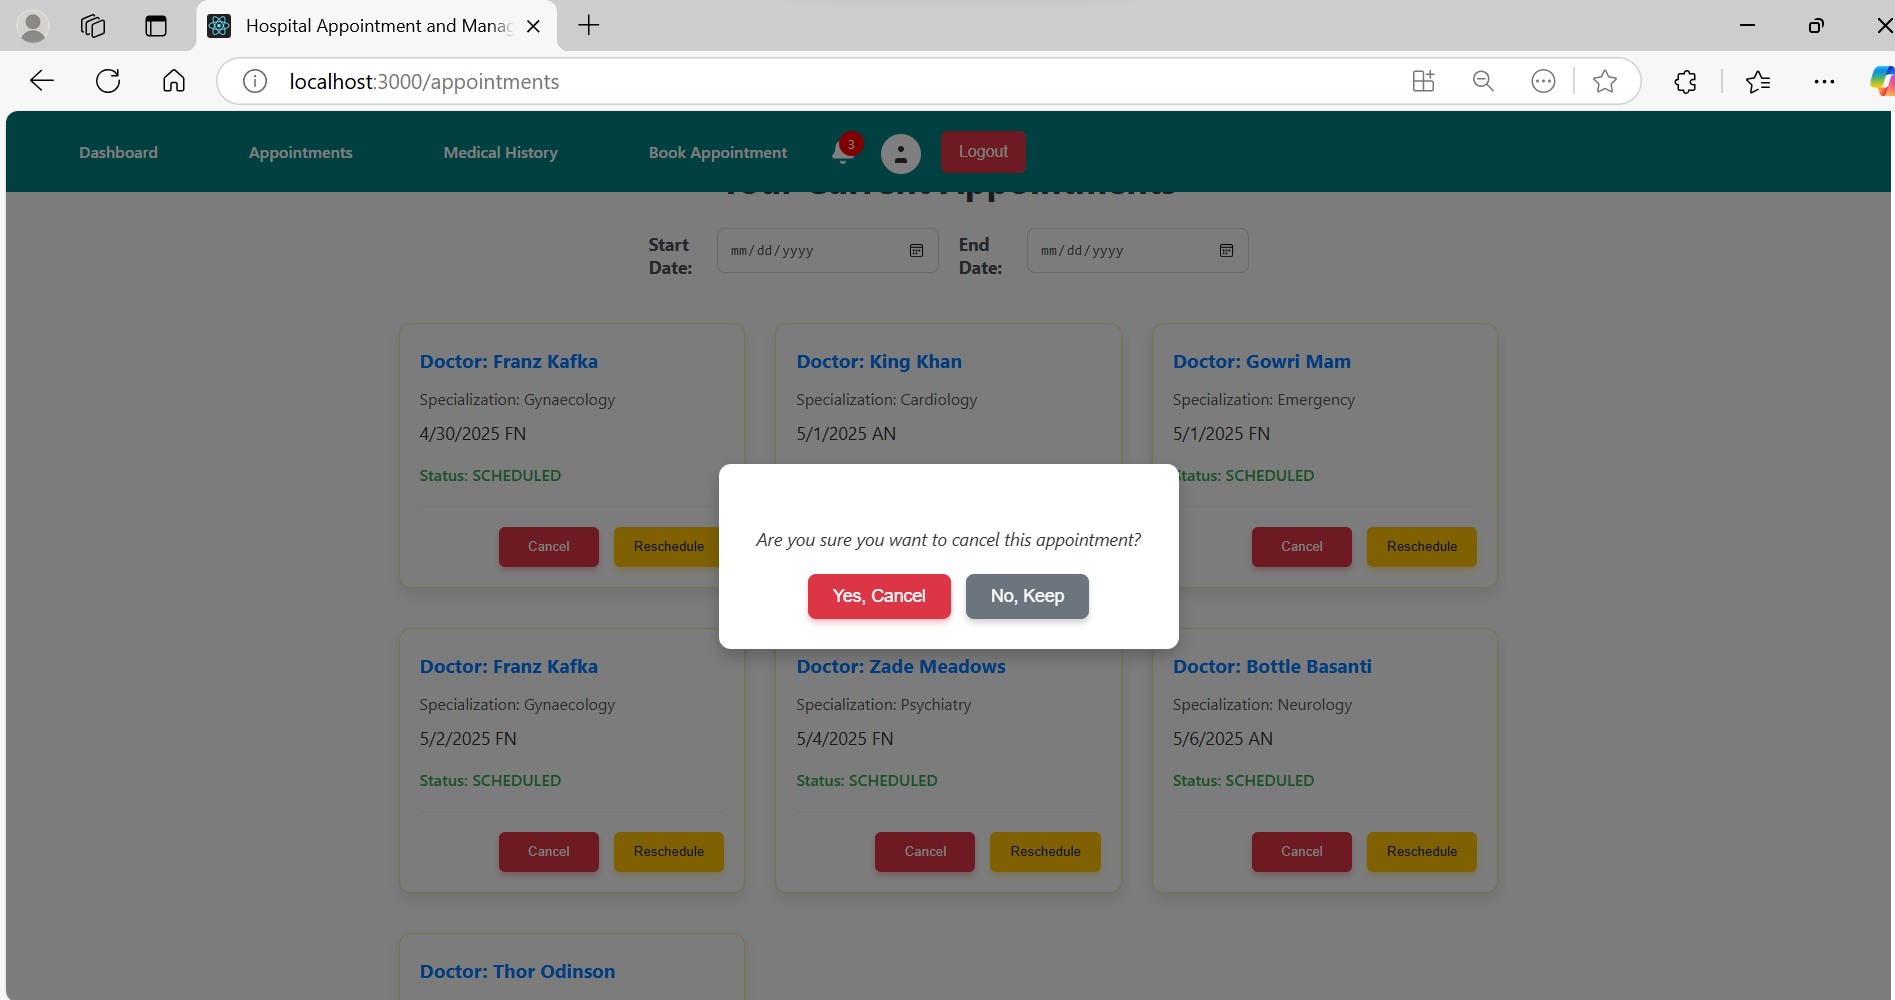 Hospital Appointment and Manag
localhost:3000/appointments
Dashboard
Appointments
Medical History
Book Appointment
3
Logout
Your Current Appointments
Start Date:
mm/dd/yyyy
End Date:
mm/dd/yyyy
Doctor: Franz Kafka
Specialization: Gynaecology
4/30/2025 FN
Status: SCHEDULED
Cancel
Reschedule
Doctor: King Khan
Specialization: Cardiology
5/1/2025 AN
Doctor: Gowri Mam
Specialization: Emergency
5/1/2025 FN
Status: SCHEDULED
Cancel
Reschedule
Are you sure you want to cancel this appointment?
Yes, Cancel
No, Keep
Doctor: Franz Kafka
Specialization: Gynaecology
5/2/2025 FN
Status: SCHEDULED
Cancel
Reschedule
Doctor: Zade Meadows
Specialization: Psychiatry
5/4/2025 FN
Status: SCHEDULED
Cancel
Reschedule
Doctor: Bottle Basanti
Specialization: Neurology
5/6/2025 AN
Status: SCHEDULED
Cancel
Reschedule
Doctor: Thor Odinson